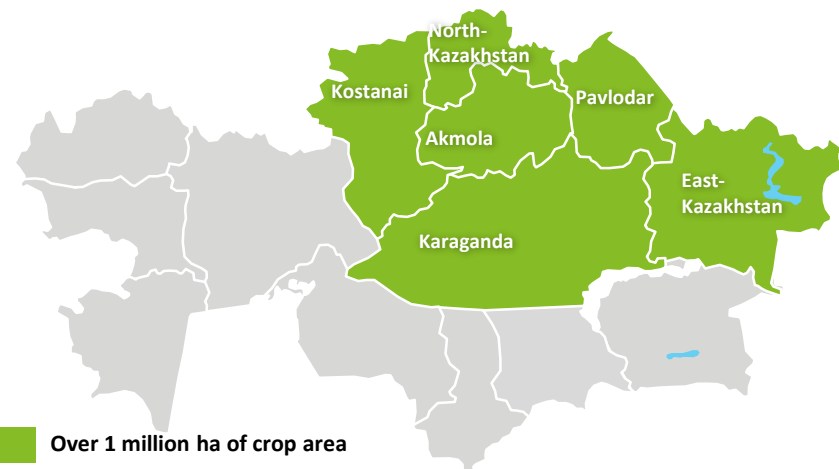 North-
Kazakhstan
Kostanai
Pavlodar
Akmola
East-
Kazakhstan
Karaganda
Over 1 million ha of crop area